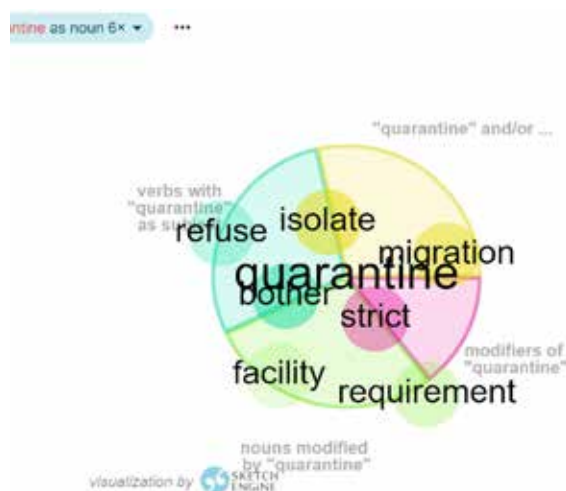 ntine as noun 6× ...
"quarantine" and/or ...
verbs with
"quarantine"
as
refuse
isolate
migration
quarantine
bother
strict
modifiers of
"quarantine"
facility
requirement
nouns modified
by "quarantine"
visualization by SKETCH
ENGINE